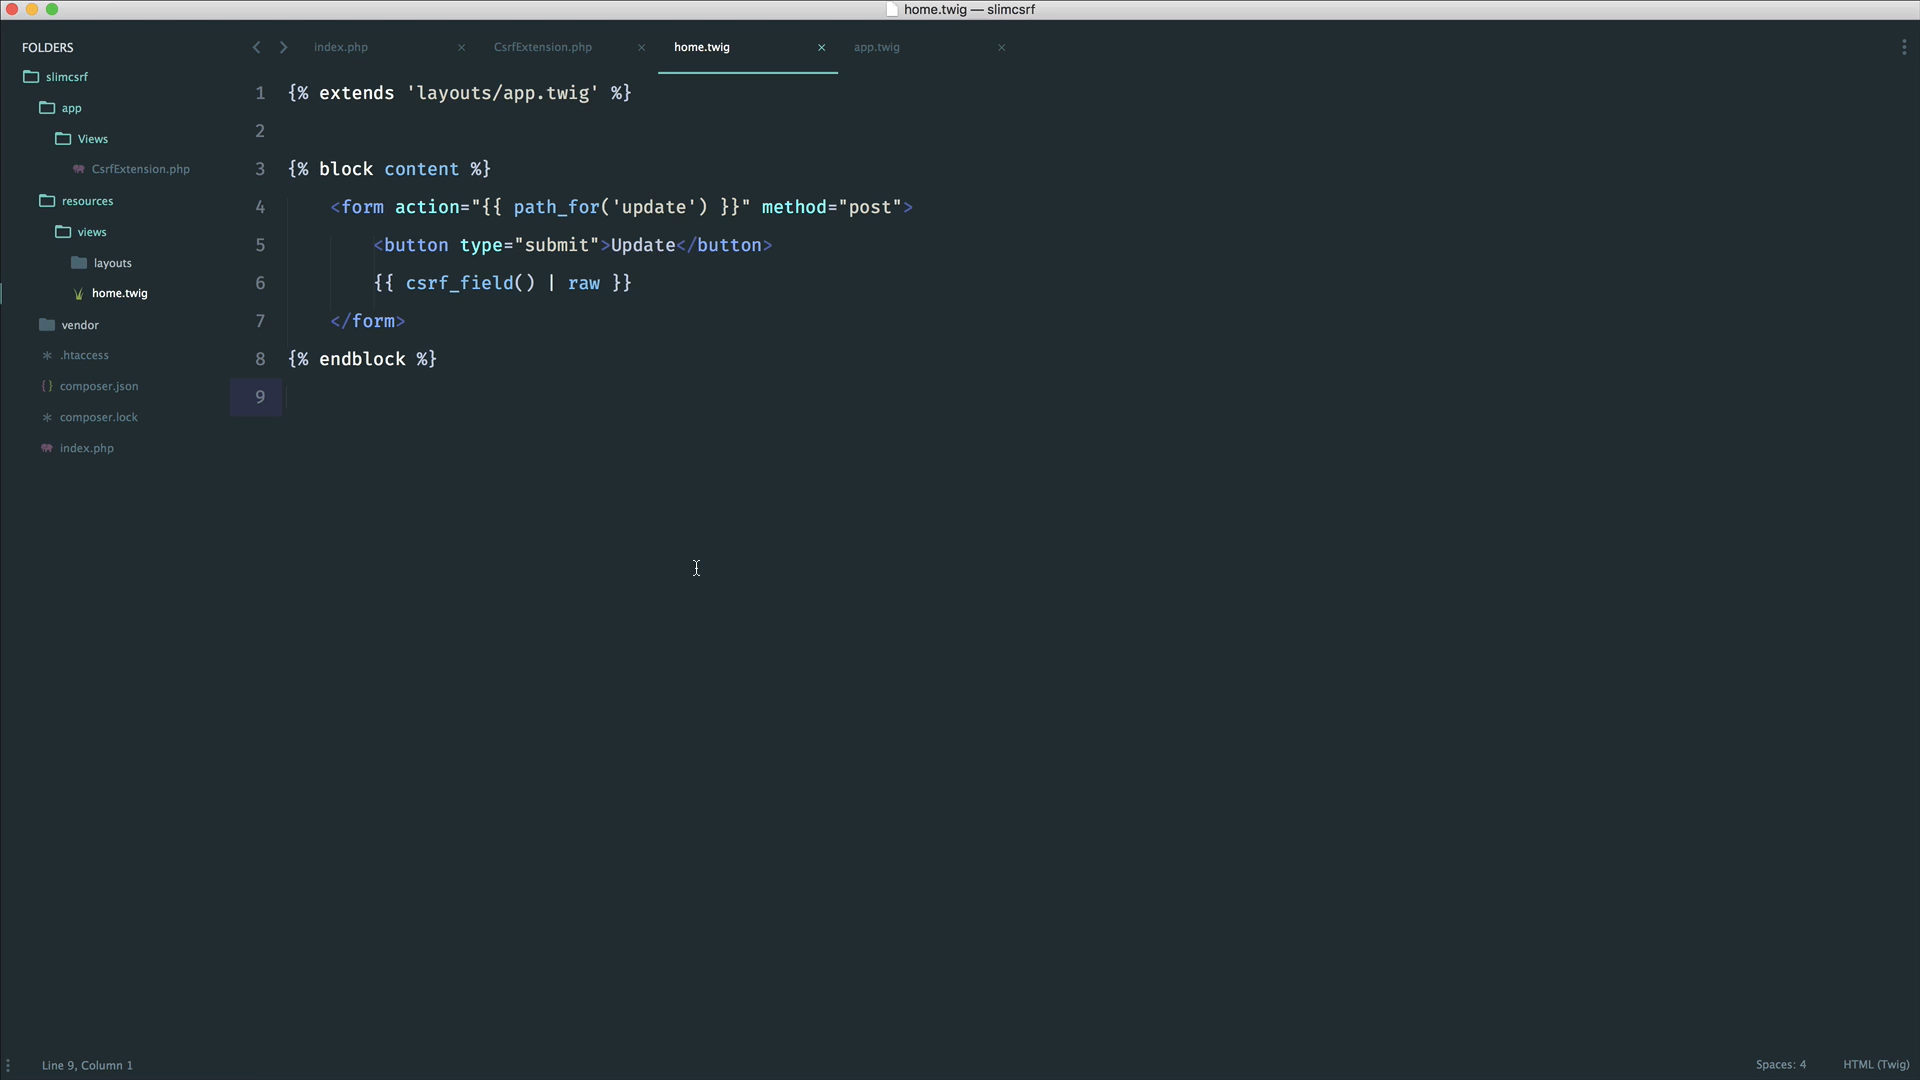 home.twig — slimcsrf
FOLDERS
slimcsrf
app
Views
CsrfExtension.php
resources
views
layouts
home.twig
vendor
.htaccess
composer.json
composer.lock
index.php
index.php × CsrfExtension.php × home.twig × app.twig ×
1 {% extends 'layouts/app.twig' %}
2
3 {% block content %}
4 <form action="{{ path_for('update') }}" method="post">
5 <button type="submit">Update</button>
6 {{ csrf_field() | raw }}
7 </form>
8 {% endblock %}
9
Line 9, Column 1
Spaces: 4
HTML (Twig)